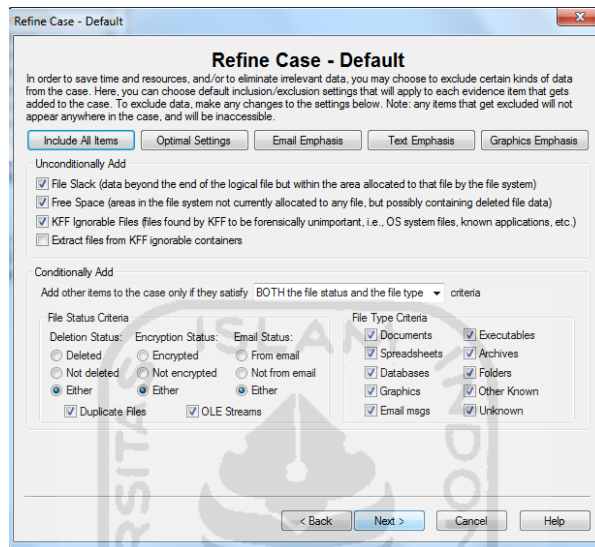 Refine Case - Default
Refine Case - Default
In order to save time and resources, and/or to eliminate irrelevant data, you may choose to exclude certain kinds of data
from the case. Here, you can choose default inclusion/exclusion settings that will apply to each evidence item that gets
added to the case. To exclude data, make any changes to the settings below. Note: any items that get excluded will not
appear anywhere in the case, and will be inaccessible.
Include All Items Optimal Settings Email Emphasis Text Emphasis Graphics Emphasis
Unconditionally Add
File Slack (data beyond the end of the logical file but within the area allocated to that file by the file system)
Free Space (areas in the file system not currently allocated to any file, but possibly containing deleted file data)
KFF Ignorable Files (files found by KFF to be forensically unimportant, i.e., OS system files, known applications, etc.)
Extract files from KFF ignorable containers
Conditionally Add
Add other items to the case only if they satisfy BOTH the file status and the file type criteria
File Status Criteria File Type Criteria
Deletion Status: Encryption Status: Email Status: Documents Executables
Deleted Encrypted From email Spreadsheets Archives
Not deleted Not encrypted Not from email Databases Folders
Either Either Either Graphics Other Known
Duplicate Files OLE Streams Email msgs Unknown
ISLAM
< Back Next > Cancel Help